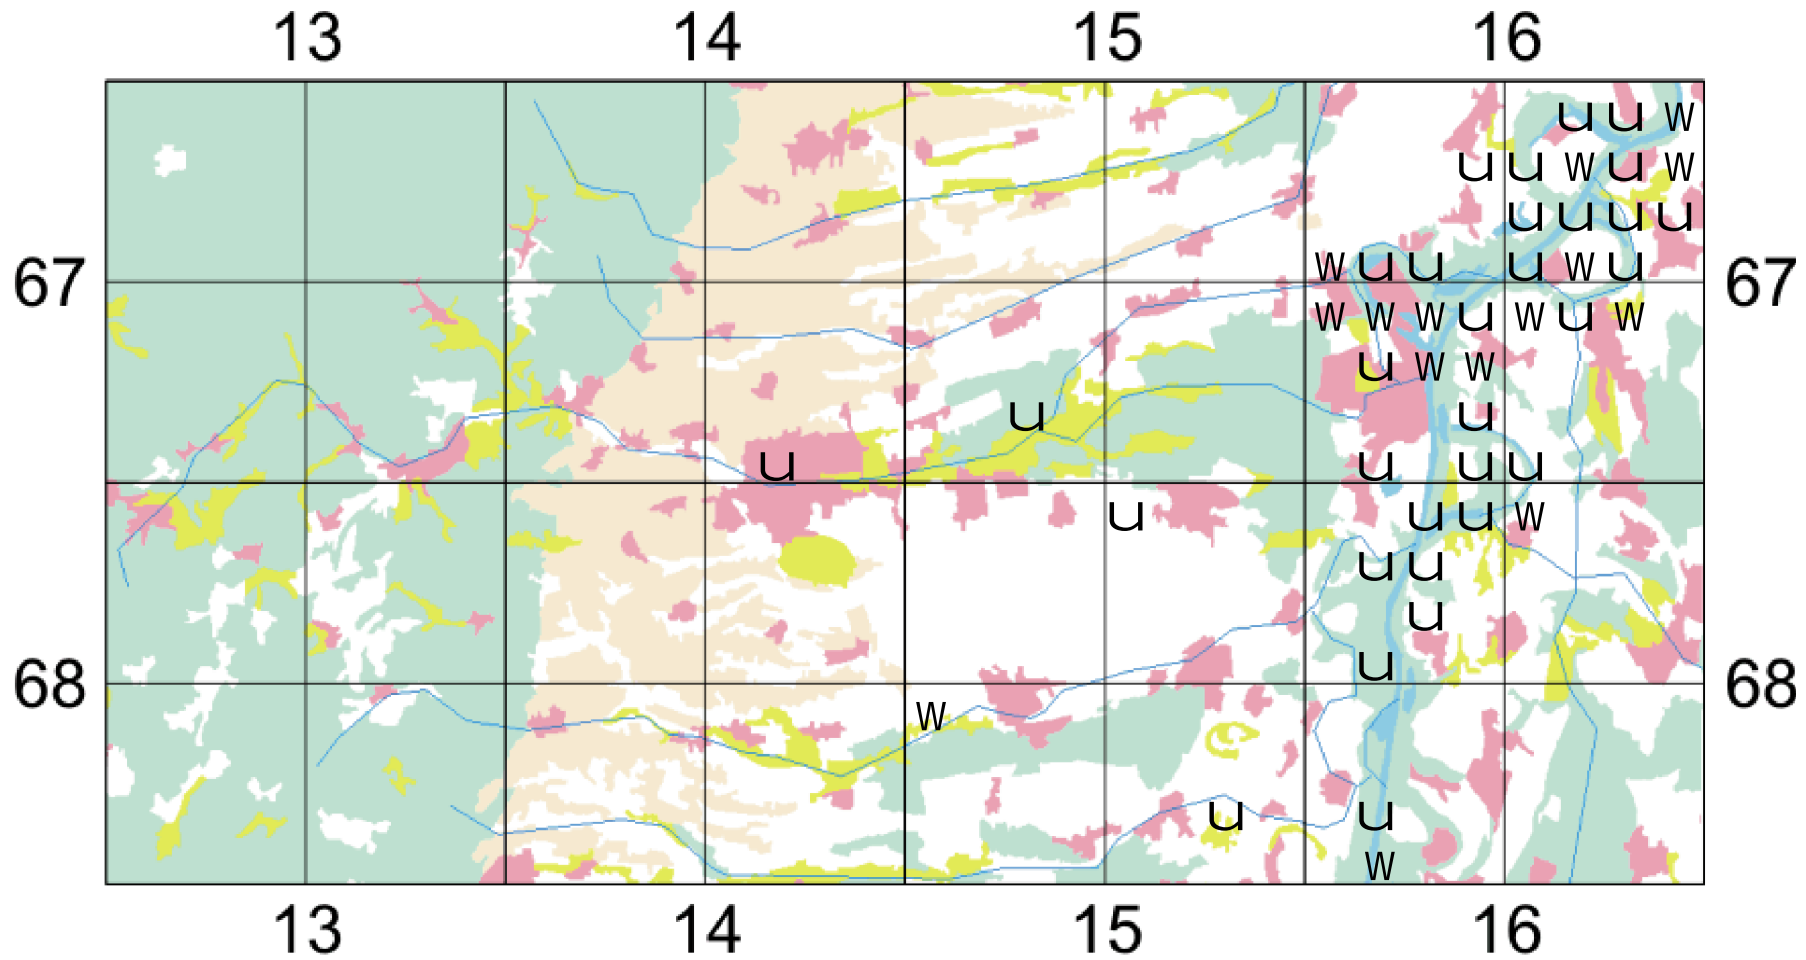 13 14 15 16
u u w
u u w u w
u u u u
w u u u w u
67 67
w w w u w u w
u w w
u
u
u u u u
u u u w
u u
u
u
68 68
w
u u
w
13 14 15 16